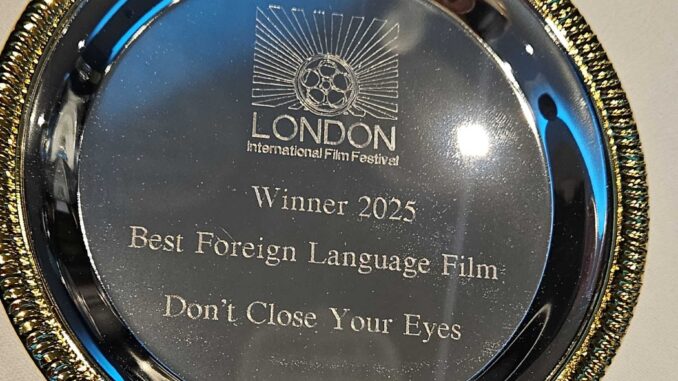 LONDON
International Film Festival
Winner 2025
Best Foreign Language Film
Don't Close Your Eyes